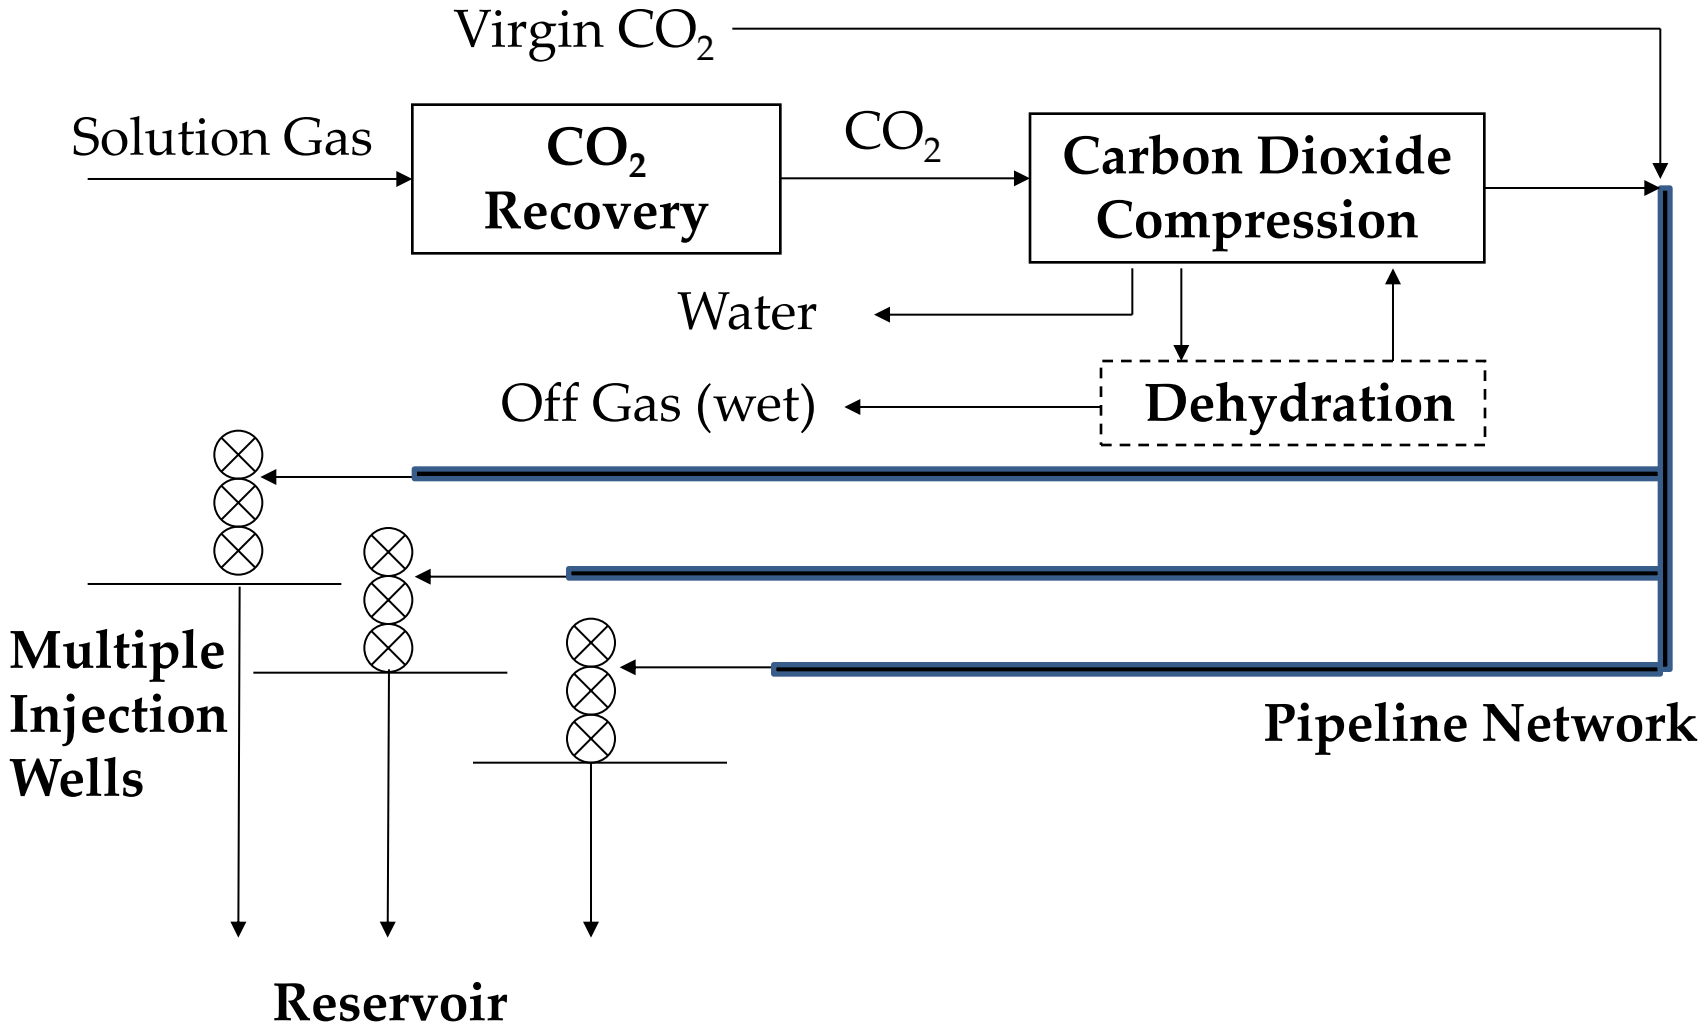 Virgin CO₂
Solution Gas
CO₂
Recovery
CO₂
Carbon Dioxide
Compression
Water
Off Gas (wet)
Dehydration
Multiple
Injection
Wells
Pipeline Network
Reservoir